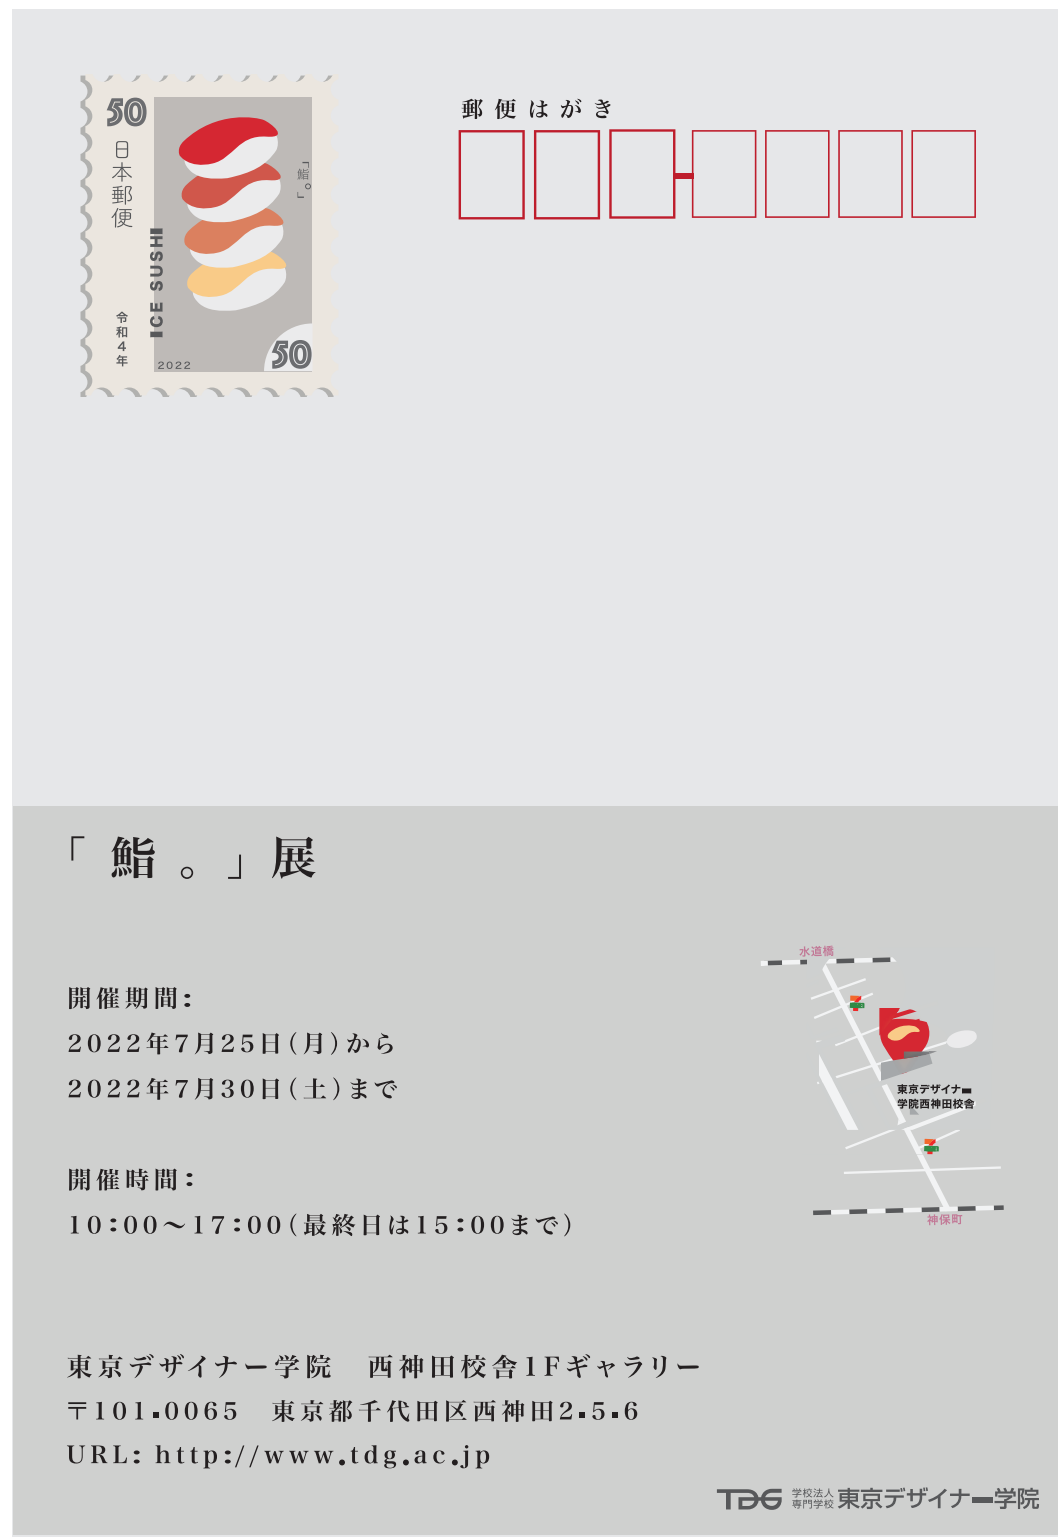 50
日本郵便
「鮨。」
ICE SUSHI
令和4年
2022
50
郵便はがき
「鮨。」展
開催期間：
2022年7月25日（月）から
2022年7月30日（土）まで
開催時間：
10：00～17：00（最終日は15：00まで）
東京デザイナー学院　西神田校舎1Fギャラリー
〒101.0065　東京都千代田区西神田2.5.6
URL: http://www.tdg.ac.jp
水道橋
東京デザイナー
学院西神田校舎
神保町
TDG 学校法人
専門学校 東京デザイナー学院